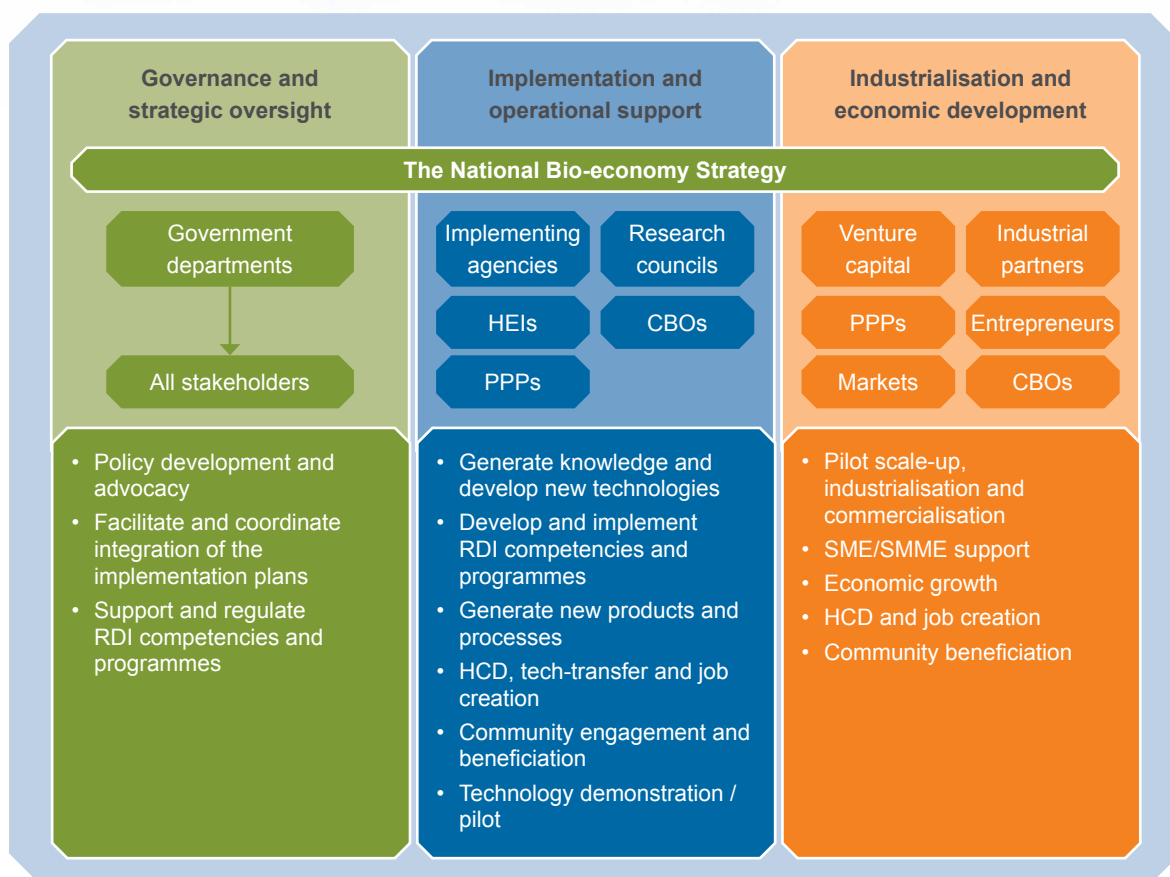 Governance and
strategic oversight
Implementation and
operational support
Industrialisation and
economic development
The National Bio-economy Strategy
Government
departments
All stakeholders
Implementing
agencies
Research
councils
HEIs
CBOs
PPPs
Venture
capital
Industrial
partners
PPPs
Entrepreneurs
Markets
CBOs
• Policy development and
advocacy
• Facilitate and coordinate
integration of the
implementation plans
• Support and regulate
RDI competencies and
programmes
• Generate knowledge and
develop new technologies
• Develop and implement
RDI competencies and
programmes
• Generate new products and
processes
• HCD, tech-transfer and job
creation
• Community engagement and
beneficiation
• Technology demonstration /
pilot
• Pilot scale-up,
industrialisation and
commercialisation
• SME/SMME support
• Economic growth
• HCD and job creation
• Community beneficiation